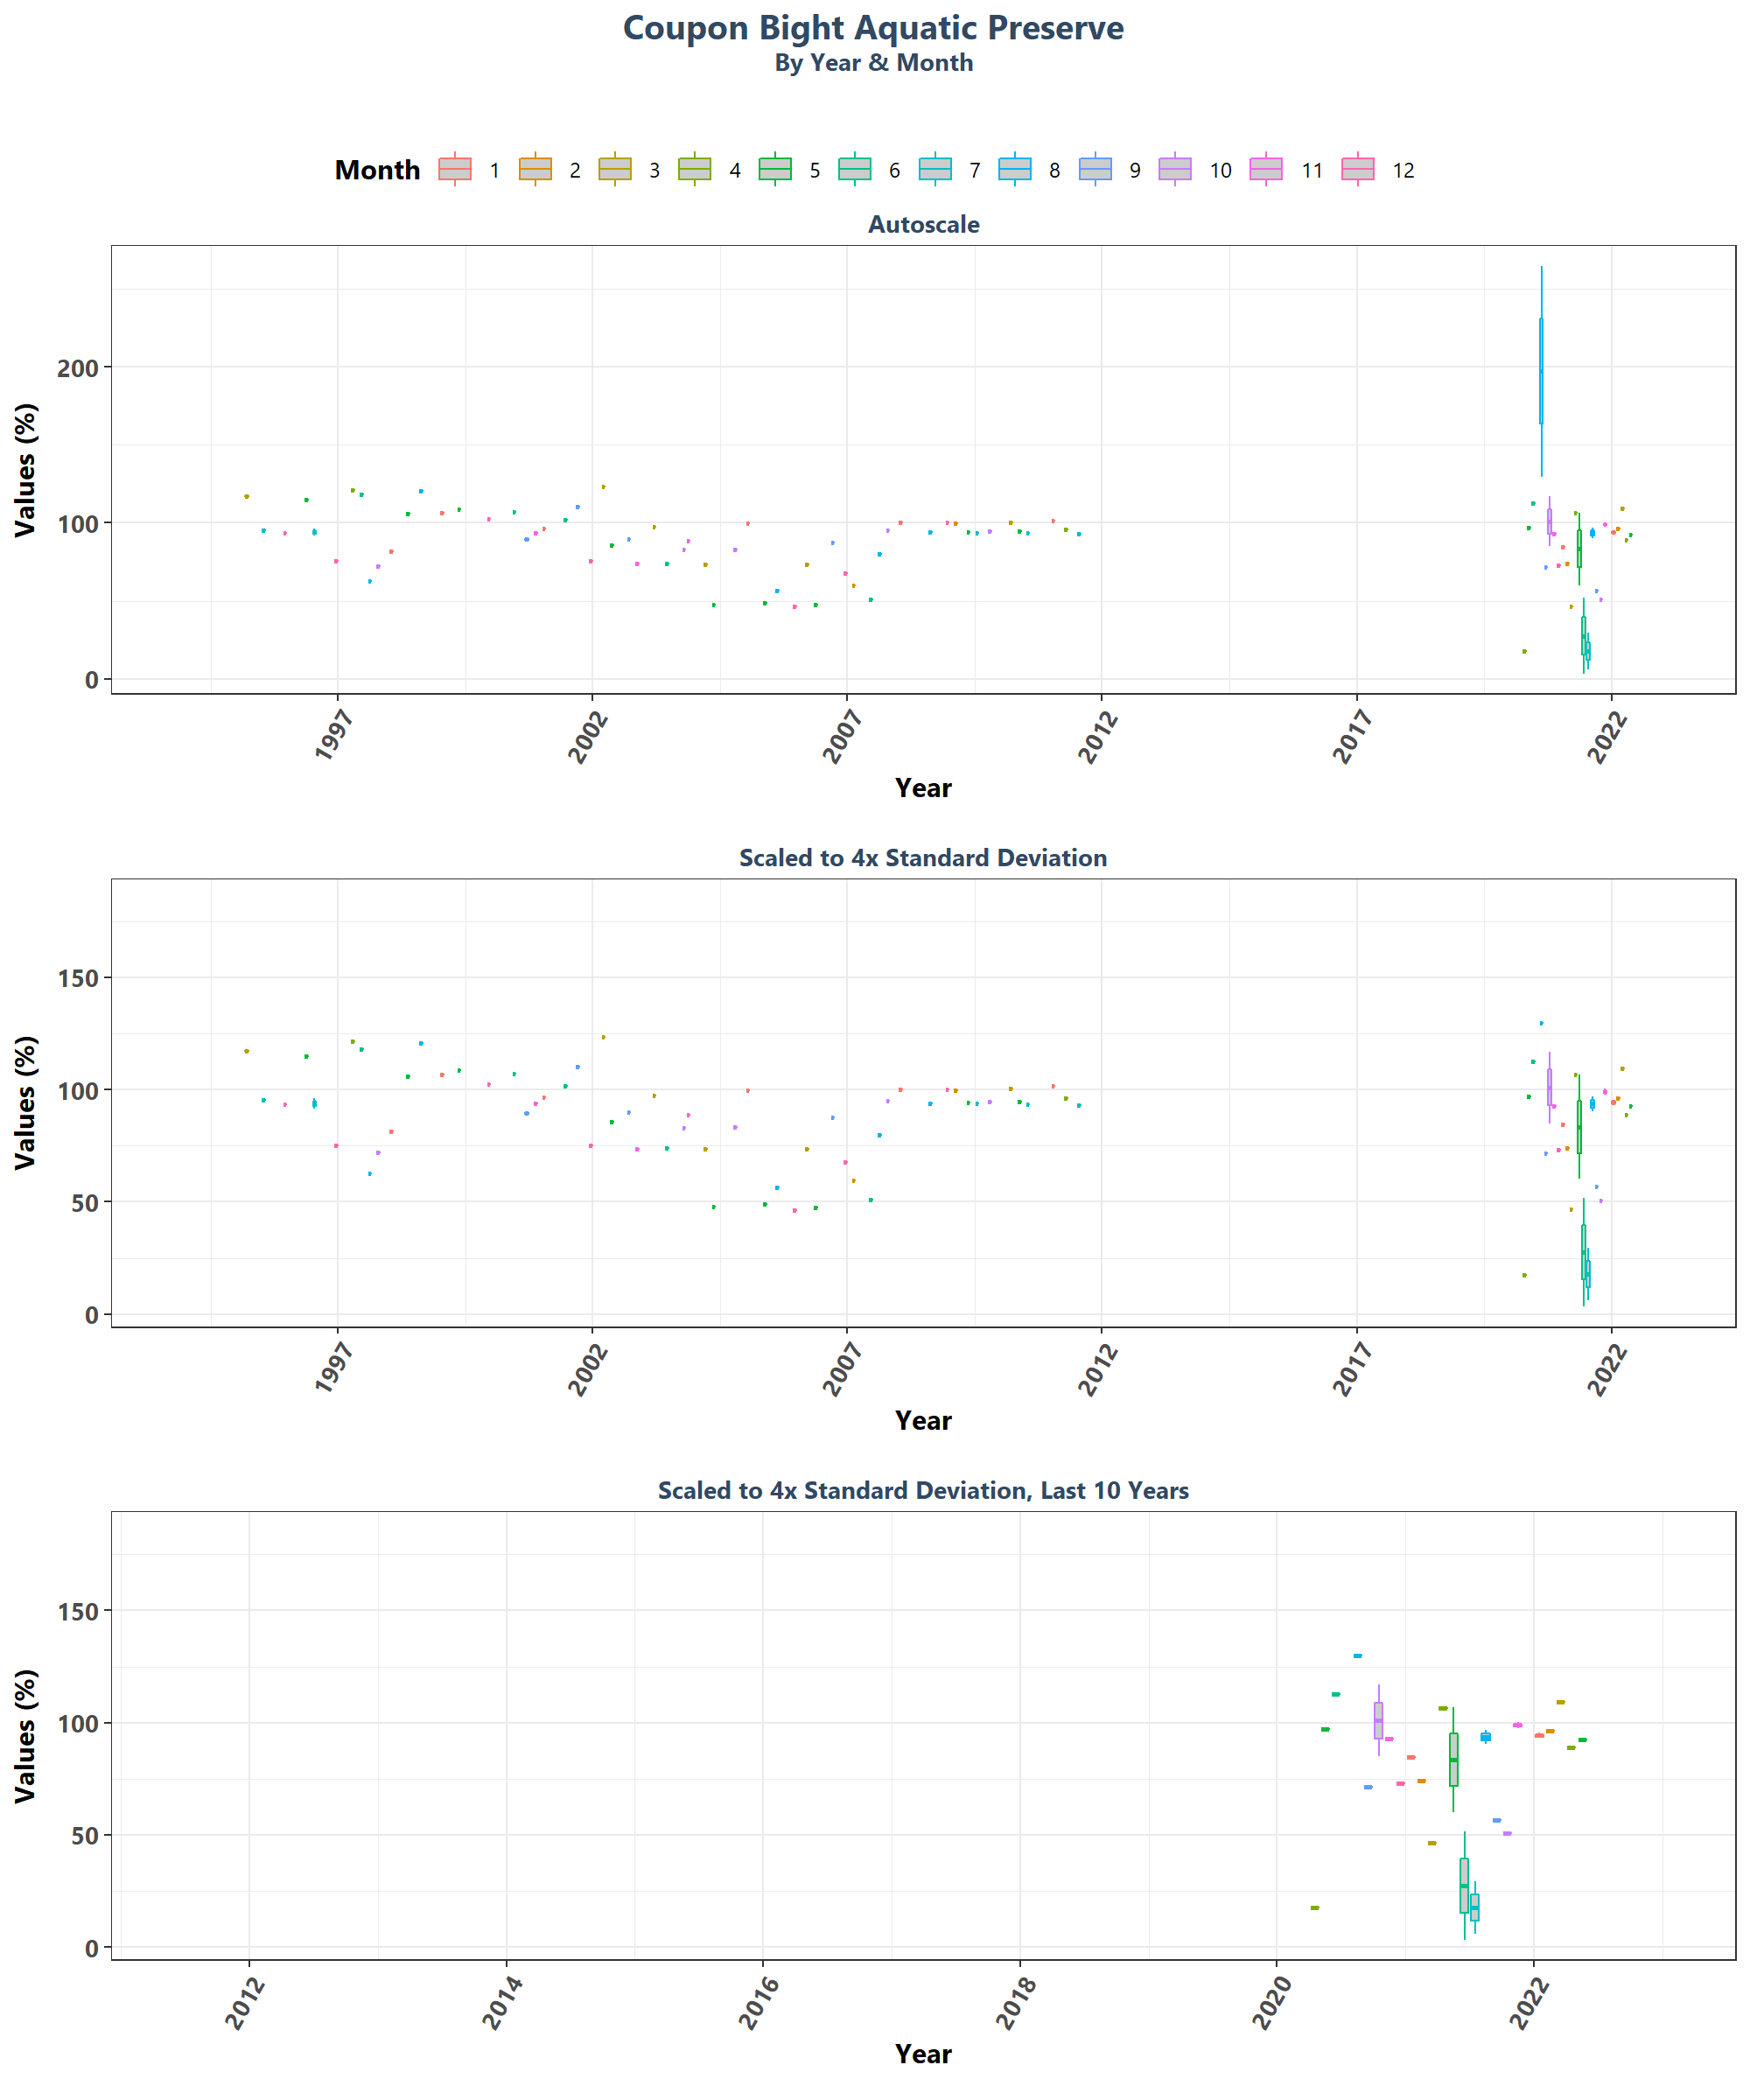 Coupon Bight Aquatic Preserve
By Year & Month
Month 1 2 3 4 5 6 7 8 9 10 11 12
Autoscale
Values (%)
200
100
0
1997 2002 2007 2012 2017 2022
Year
Scaled to 4x Standard Deviation
Values (%)
150
100
50
0
1997 2002 2007 2012 2017 2022
Year
Scaled to 4x Standard Deviation, Last 10 Years
Values (%)
150
100
50
0
2012 2014 2016 2018 2020 2022
Year